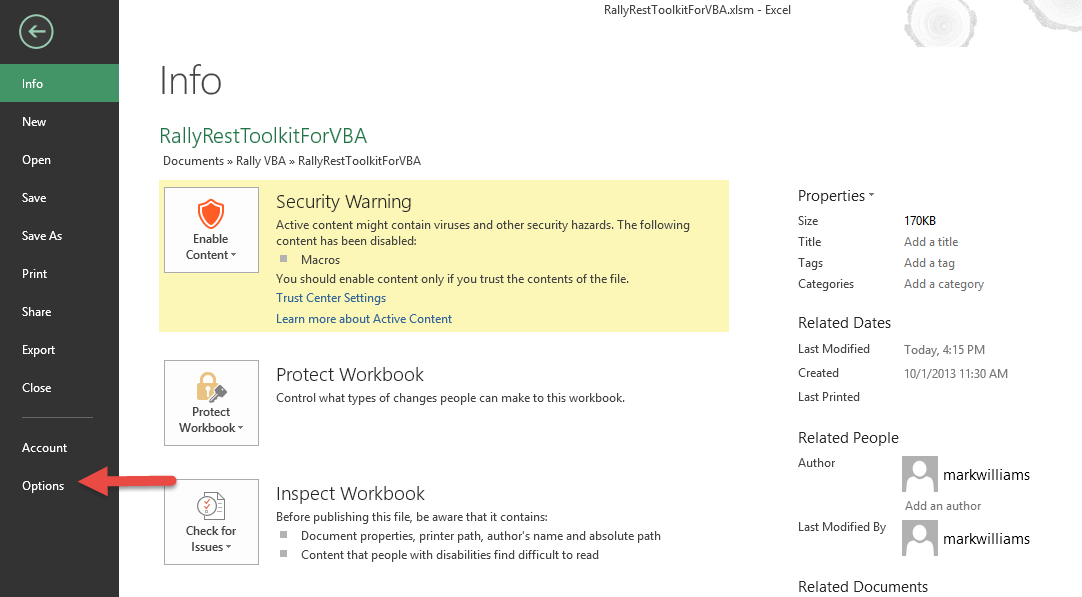 RallyRestToolkitForVBA.xlsm - Excel
Info
New
Open
Save
Save As
Print
Share
Export
Close
Account
Options
Info
RallyRestToolkitForVBA
Documents » Rally VBA » RallyRestToolkitForVBA
Enable
Content
Security Warning
Active content might contain viruses and other security hazards. The following
content has been disabled:
Macros
You should enable content only if you trust the contents of the file.
Trust Center Settings
Learn more about Active Content
Protect
Workbook
Protect Workbook
Control what types of changes people can make to this workbook.
Check for
Issues
Inspect Workbook
Before publishing this file, be aware that it contains:
Document properties, printer path, author's name and absolute path
Content that people with disabilities find difficult to read
Properties
Size 170KB
Title Add a title
Tags Add a tag
Categories Add a category
Related Dates
Last Modified Today, 4:15 PM
Created 10/1/2013 11:30 AM
Last Printed
Related People
Author markwilliams
Add an author
Last Modified By markwilliams
Related Documents